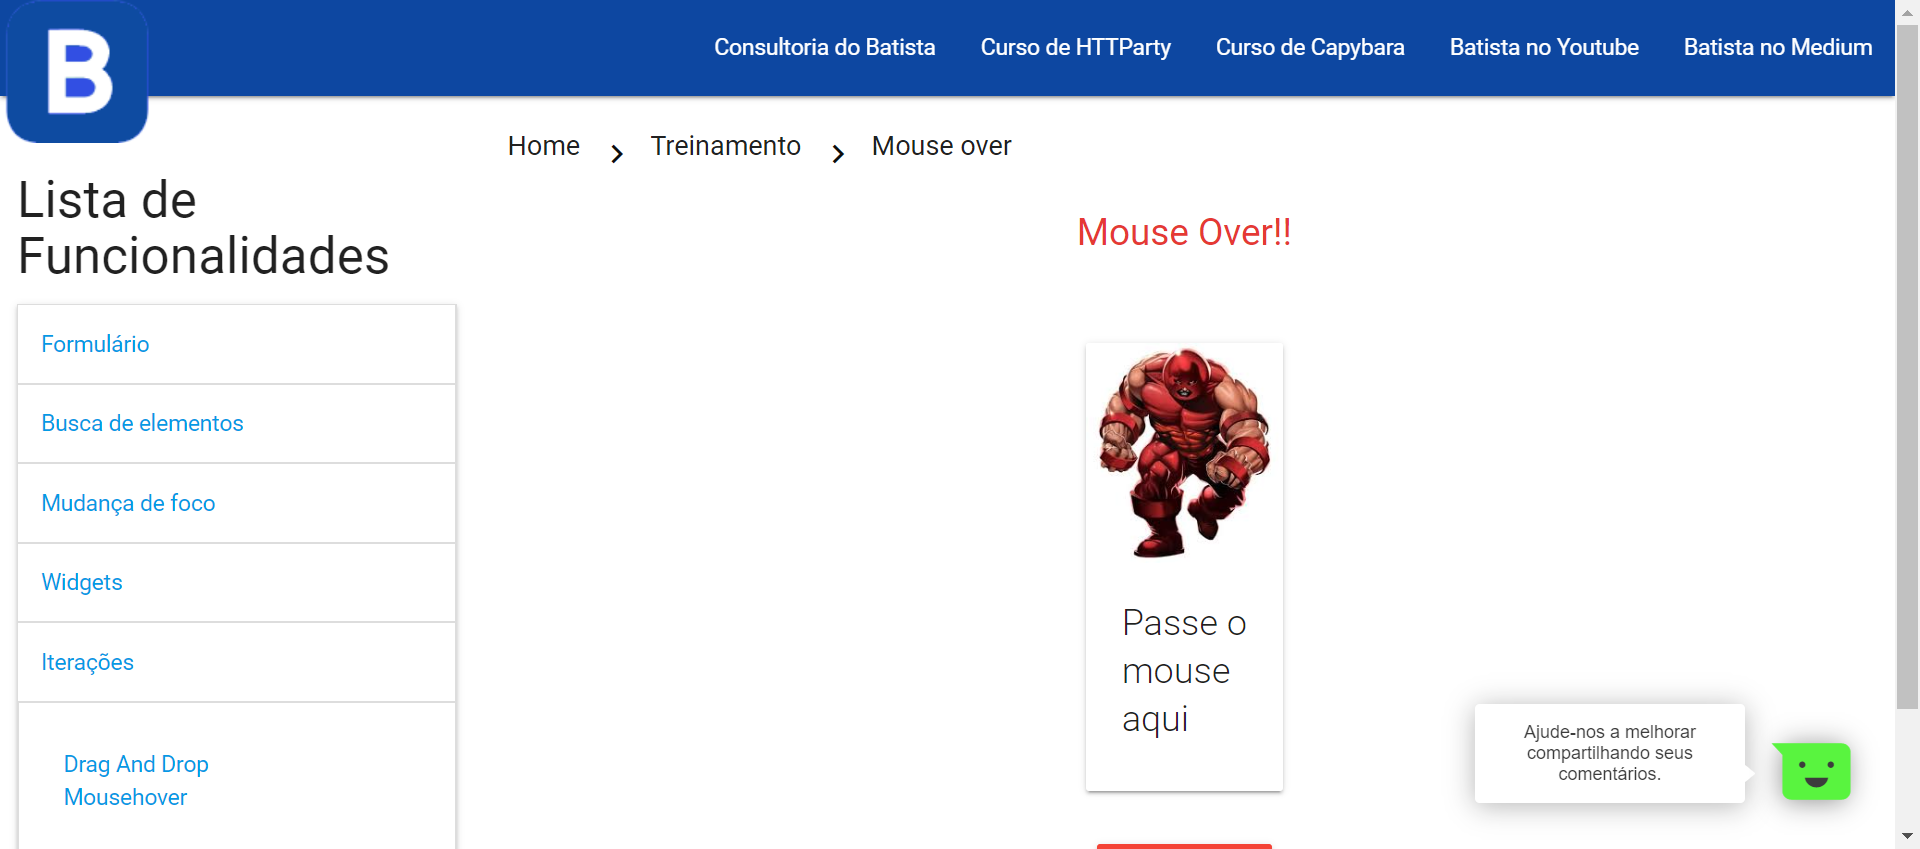 B
Consultoria do Batista
Curso de HTTParty
Curso de Capybara
Batista no Youtube
Batista no Medium
Home
Treinamento
Mouse over
Lista de
Funcionalidades
Formulário
Busca de elementos
Mudança de foco
Widgets
Iterações
Drag And Drop
Mousehover
Mouse Over!!
Passe o
mouse
aqui
Ajude-nos a melhorar
compartilhando seus
comentários.